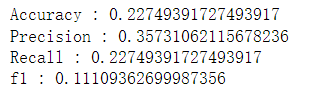 Accuracy : 0.22749391727493917
Precision : 0.35731062115678236
Recall : 0.22749391727493917
f1 : 0.11109362699987356